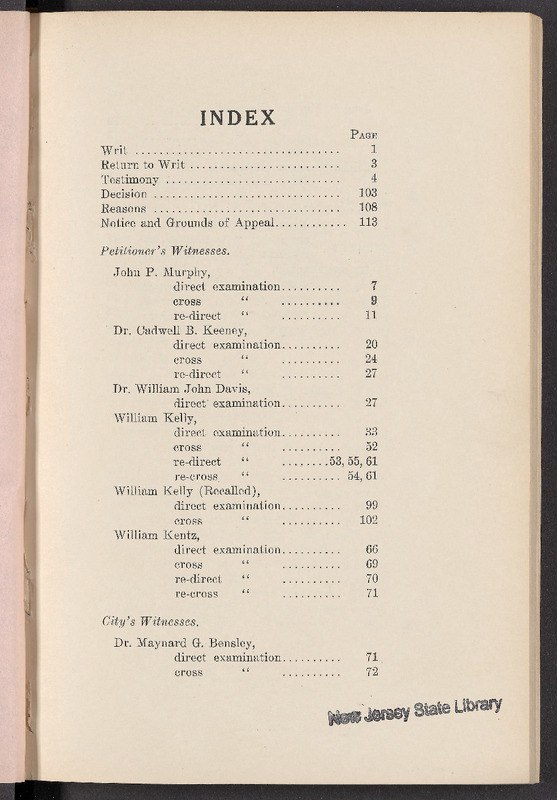 INDEX
PAGE
Writ .................................. 1
Return to Writ ......................... 3
Testimony ............................. 4
Decision ............................... 103
Reasons ............................... 108
Notice and Grounds of Appeal............ 113
Petitioner's Witnesses.
John P. Murphy,
direct examination.......... 7
cross " .......... 9
re-direct " .......... 11
Dr. Cadwell B. Keeney,
direct examination.......... 20
cross " .......... 24
re-direct " .......... 27
Dr. William John Davis,
direct examination.......... 27
William Kelly,
direct examination.......... 33
cross " .......... 52
re-direct " ........53, 55, 61
re-cross " .......... 54, 61
William Kelly (Recalled),
direct examination.......... 99
cross " .......... 102
William Kentz,
direct examination.......... 66
cross " .......... 69
re-direct " .......... 70
re-cross " .......... 71
City's Witnesses.
Dr. Maynard G. Bensley,
direct examination.......... 71
cross " .......... 72
New Jersey State Library